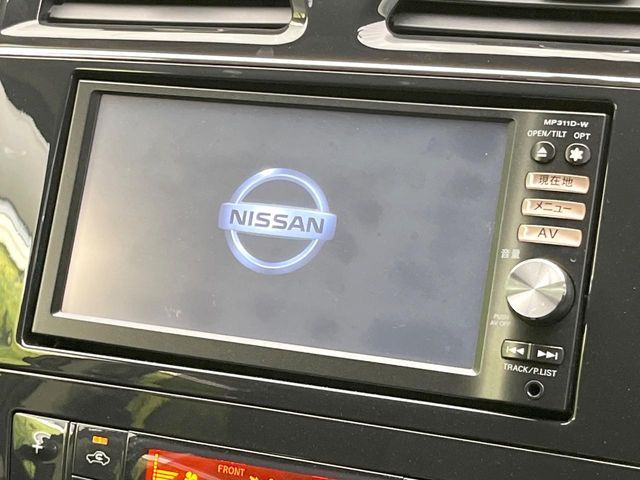 MP311D-W
OPEN/TILT OPT
現在地
メニュー
AV
音量
NISSAN
PUSH
AV OFF
TRACK/P.LIST
FRONT